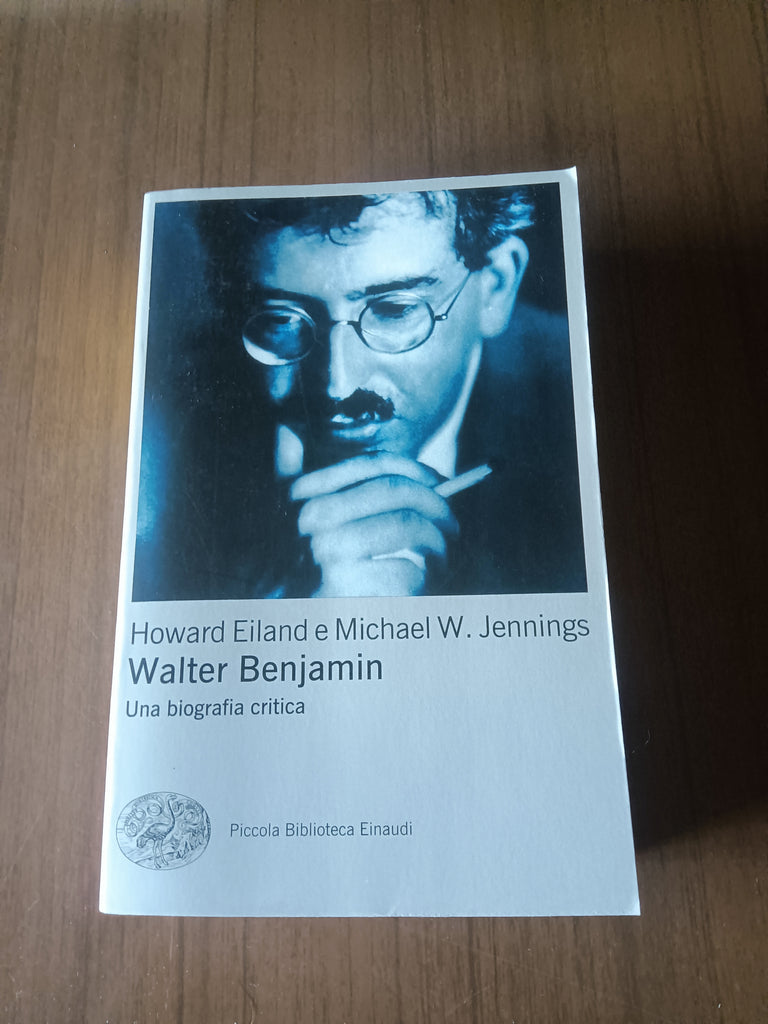 Howard Eiland e Michael W. Jennings
Walter Benjamin
Una biografia critica
Piccola Biblioteca Einaudi